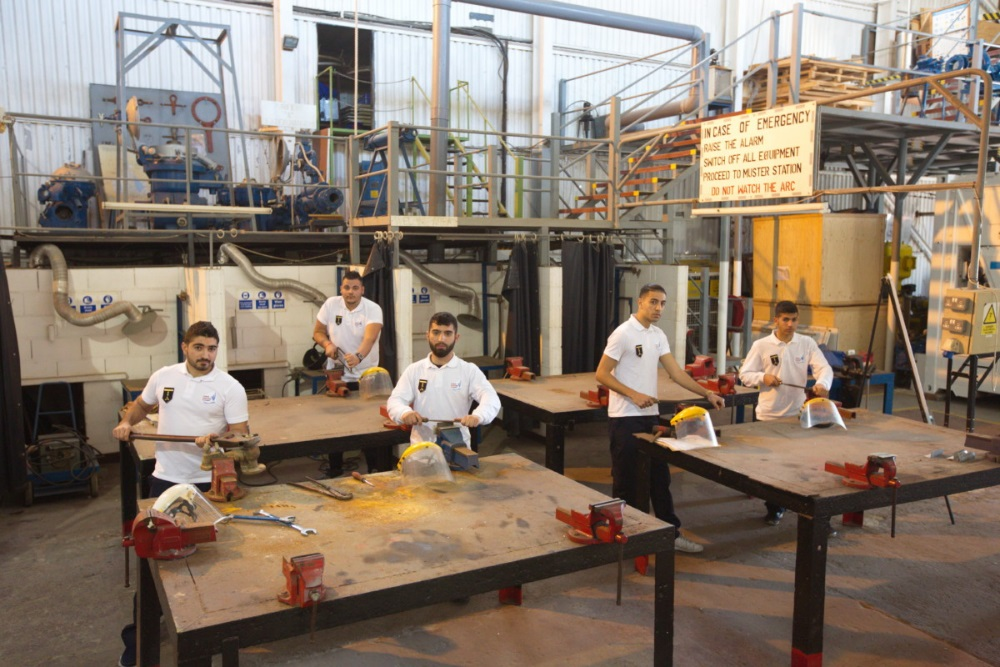 IN CASE OF EMERGENCY
RAISE THE ALARM
SWITCH OFF ALL EQUIPMENT
PROCEED TO MUSTER STATION
DO NOT WATCH THE ARC